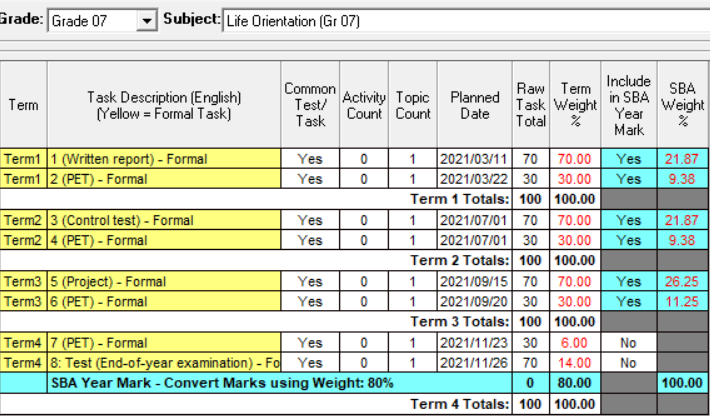 Grade: Grade 07 Subject: Life Orientation (Gr 07)
Term Task Description (English) (Yellow = Formal Task) Common Test/ Task Activity Count Topic Count Planned Date Raw Task Total Term Weight % Include in SBA Year Mark SBA Weight %
Term1 1 (Written report) - Formal Yes 0 1 2021/03/11 70 70.00 Yes 21.87
Term1 2 (PET) - Formal Yes 0 1 2021/03/22 30 30.00 Yes 9.38
Term 1 Totals: 100 100.00
Term2 3 (Control test) - Formal Yes 0 1 2021/07/01 70 70.00 Yes 21.87
Term2 4 (PET) - Formal Yes 0 1 2021/07/01 30 30.00 Yes 9.38
Term 2 Totals: 100 100.00
Term3 5 (Project) - Formal Yes 0 1 2021/09/15 70 70.00 Yes 26.25
Term3 6 (PET) - Formal Yes 0 1 2021/09/20 30 30.00 Yes 11.25
Term 3 Totals: 100 100.00
Term4 7 (PET) - Formal Yes 0 1 2021/11/23 30 6.00 No
Term4 8: Test (End-of-year examination) - Fo Yes 0 1 2021/11/26 70 14.00 No
SBA Year Mark - Convert Marks using Weight: 80% 0 80.00 100.00
Term 4 Totals: 100 100.00